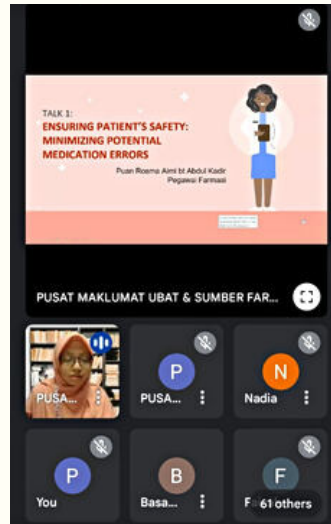 TALK 1:
ENSURING PATIENT'S SAFETY:
MINIMIZING POTENTIAL
MEDICATION ERRORS
Puan Rosma Aimi bt Abdul Kadir
Pegawai Farmasi
PUSAT MAKLUMAT UBAT & SUMBER FAR...
PUSA...
P
PUSA...
N
Nadia
P
You
B
Basa...
F
61 others